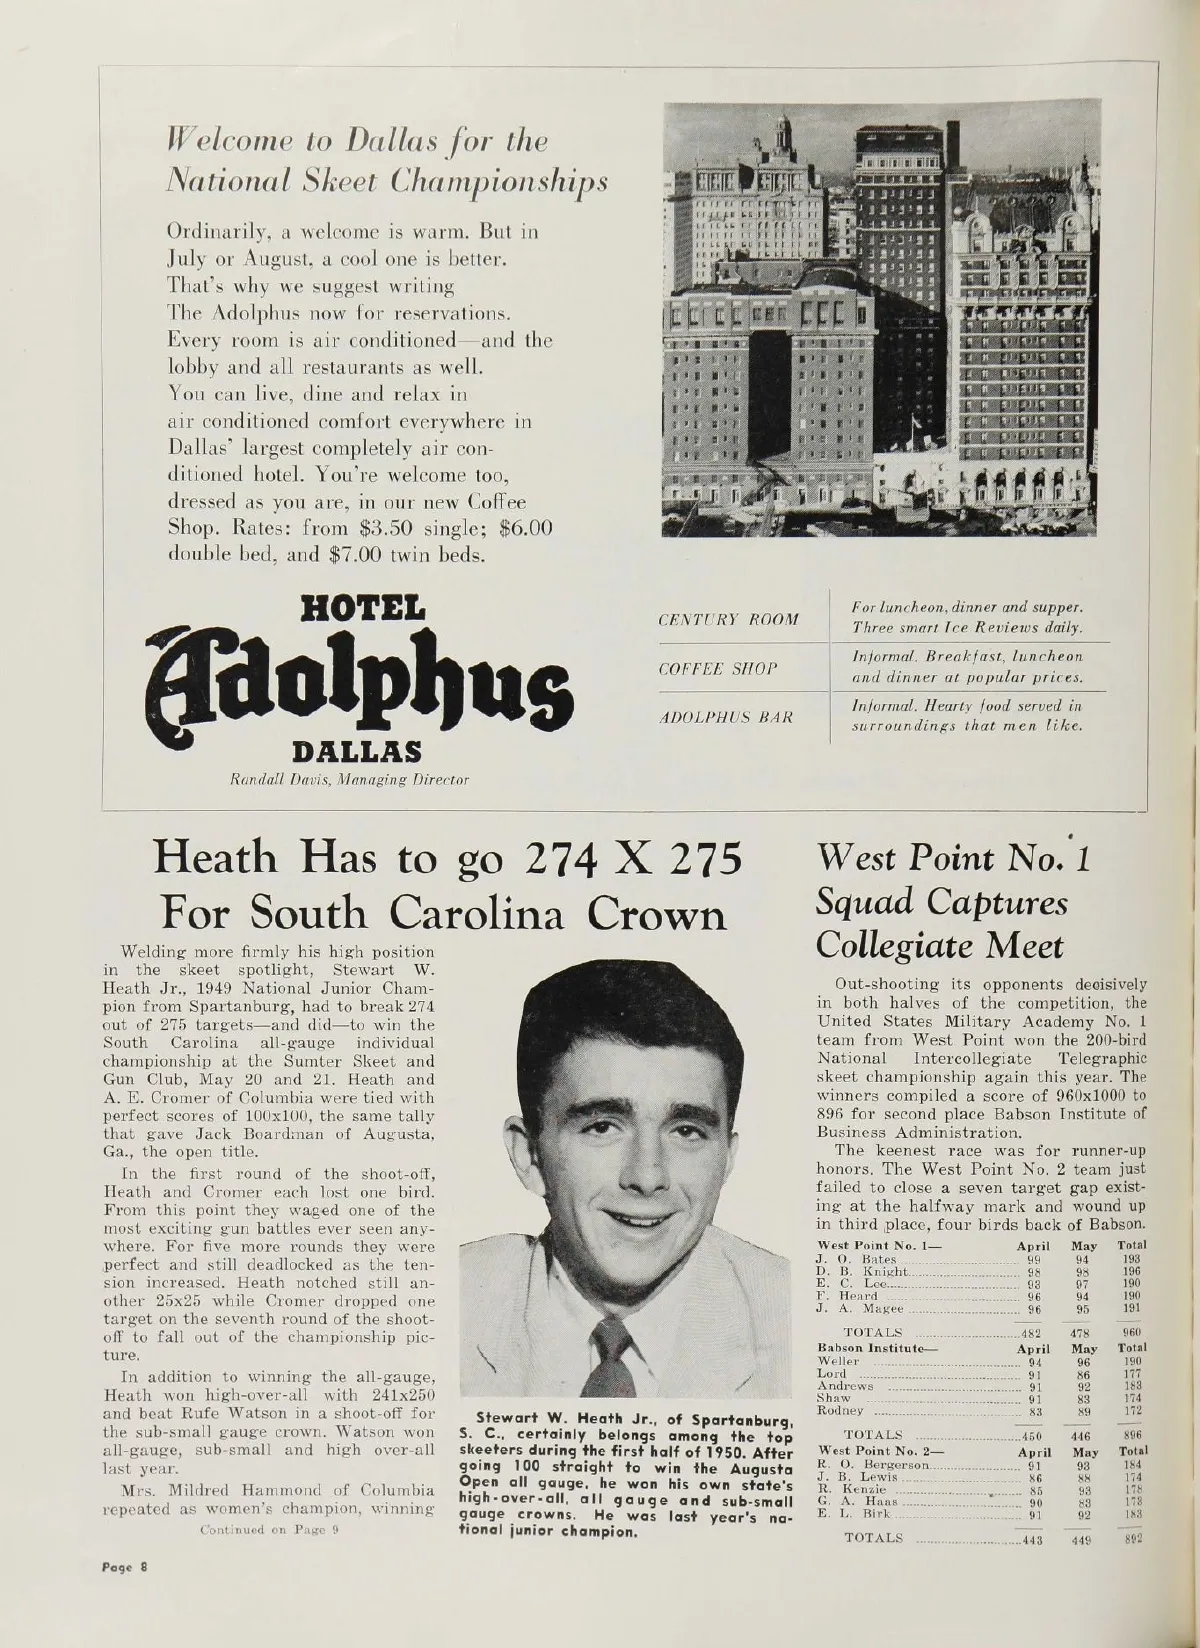 Welcome to Dallas for the
National Skeet Championships
Ordinarily, a welcome is warm. But in
July or August, a cool one is better.
That's why we suggest writing
The Adolphus now for reservations.
Every room is air conditioned—and the
lobby and all restaurants as well.
You can live, dine and relax in
air conditioned comfort everywhere in
Dallas' largest completely air con-
ditioned hotel. You're welcome too,
dressed as you are, in our new Coffee
Shop. Rates: from $3.50 single; $6.00
double bed, and $7.00 twin beds.
HOTEL
Adolphus
DALLAS
Randall Davis, Managing Director
CENTURY ROOM
For luncheon, dinner and supper.
Three smart Ice Reviews daily.
COFFEE SHOP
Informal. Breakfast, luncheon
and dinner at popular prices.
ADOLPHUS BAR
Informal. Hearty food served in
surroundings that men like.
Heath Has to go 274 X 275
For South Carolina Crown
Welding more firmly his high position
in the skeet spotlight, Stewart W.
Heath Jr., 1949 National Junior Cham-
pion from Spartanburg, had to break 274
out of 275 targets—and did—to win the
South Carolina all-gauge individual
championship at the Sumter Skeet and
Gun Club, May 20 and 21. Heath and
A. E. Cromer of Columbia were tied with
perfect scores of 100x100, the same tally
that gave Jack Boardman of Augusta,
Ga., the open title.
In the first round of the shoot-off,
Heath and Cromer each lost one bird.
From this point they waged one of the
most exciting gun battles ever seen any-
where. For five more rounds they were
perfect and still deadlocked as the ten-
sion increased. Heath notched still an-
other 25x25 while Cromer dropped one
target on the seventh round of the shoot-
off to fall out of the championship pic-
ture.
In addition to winning the all-gauge,
Heath won high-over-all with 241x250
and beat Rufe Watson in a shoot-off for
the sub-small gauge crown. Watson won
all-gauge, sub-small and high over-all
last year.
Mrs. Mildred Hammond of Columbia
repeated as women's champion, winning
Continued on Page 9
Stewart W. Heath Jr., of Spartanburg,
S. C., certainly belongs among the top
skeeters during the first half of 1950. After
going 100 straight to win the Augusta
Open all gauge, he won his own state's
high-over-all, all gauge and sub-small
gauge crowns. He was last year's na-
tional junior champion.
West Point No. 1
Squad Captures
Collegiate Meet
Out-shooting its opponents decisively
in both halves of the competition, the
United States Military Academy No. 1
team from West Point won the 200-bird
National Intercollegiate Telegraphic
skeet championship again this year. The
winners compiled a score of 960x1000 to
896 for second place Babson Institute of
Business Administration.
The keenest race was for runner-up
honors. The West Point No. 2 team just
failed to close a seven target gap exist-
ing at the halfway mark and wound up
in third place, four birds back of Babson.
West Point No. 1— April May Total
J. O. Bates 99 94 193
D. B. Knight 98 98 196
E. C. Lee 93 97 190
F. Heard 96 94 190
J. A. Magee 96 95 191
TOTALS 482 478 960
Babson Institute— April May Total
Weller 94 96 190
Lord 91 86 177
Andrews 91 92 183
Shaw 91 83 174
Rodney 83 89 172
TOTALS 450 446 896
West Point No. 2— April May Total
R. O. Bergerson 91 93 184
J. B. Lewis 86 88 174
R. Kenzie 85 93 178
G. A. Haas 90 83 173
E. L. Birk 91 92 183
TOTALS 443 449 892
Page 8